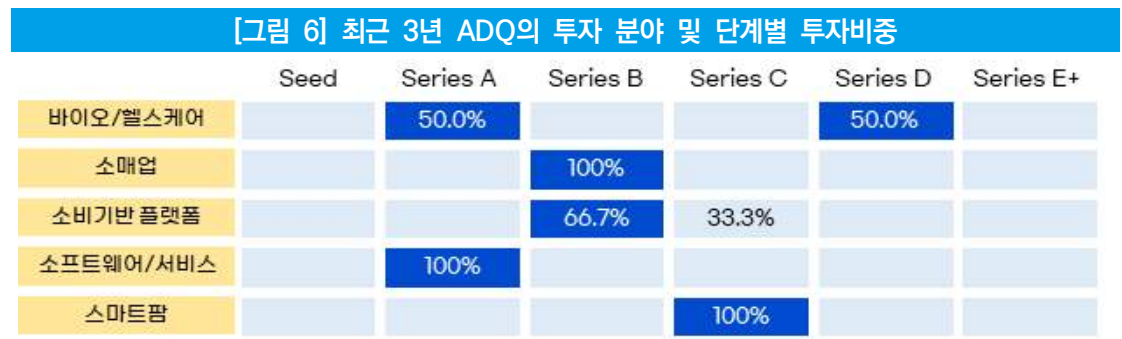 [그림 6] 최근 3년 ADQ의 투자 분야 및 단계별 투자비중
Seed Series A Series B Series C Series D Series E+
바이오/헬스케어 50.0% 50.0%
소매업 100%
소비기반 플랫폼 66.7% 33.3%
소프트웨어/서비스 100%
스마트팜 100%